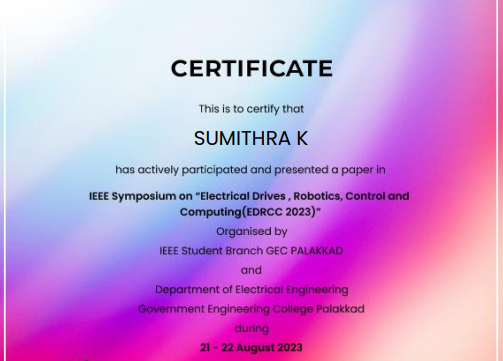 CERTIFICATE
This is to certify that
SUMITHRA K
has actively participated and presented a paper in
IEEE Symposium on “Electrical Drives , Robotics, Control and
Computing(EDRCC 2023)”
Organised by
IEEE Student Branch GEC PALAKKAD
and
Department of Electrical Engineering
Government Engineering College Palakkad
during
21 - 22 August 2023